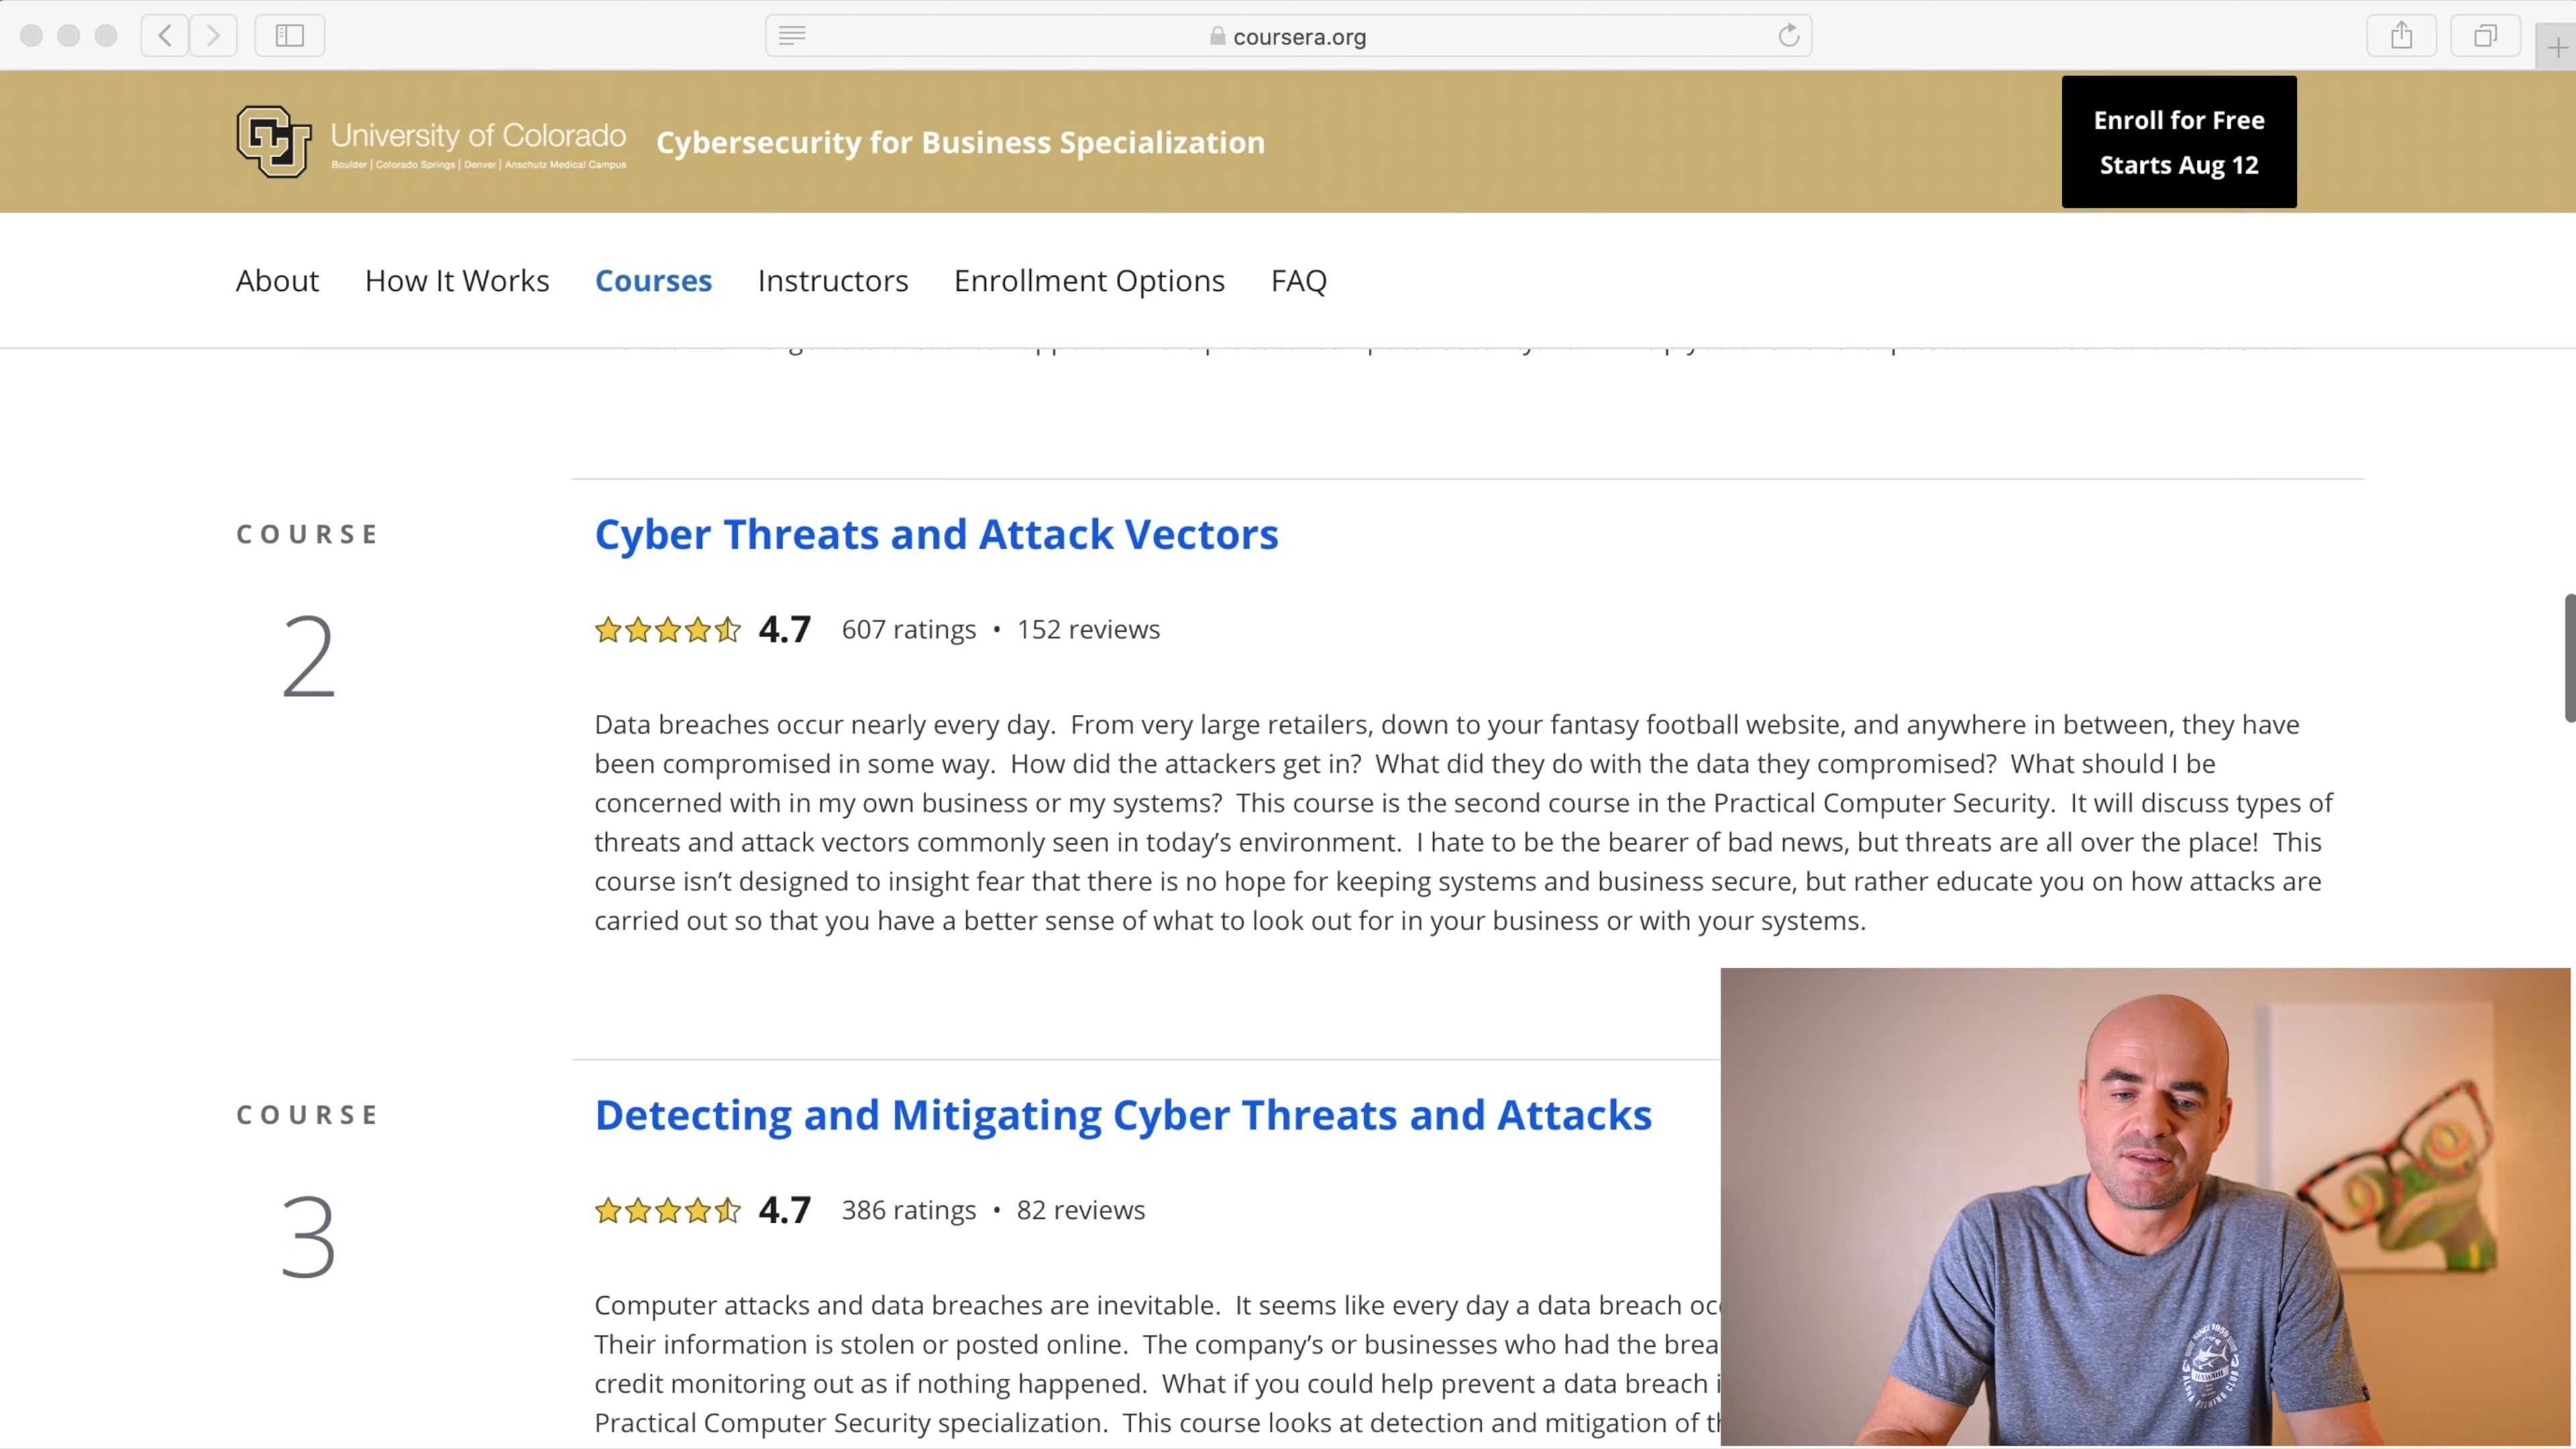 coursera.org
University of Colorado
Boulder | Colorado Springs | Denver | Anschutz Medical Campus
Cybersecurity for Business Specialization
Enroll for Free
Starts Aug 12
About How It Works Courses Instructors Enrollment Options FAQ
COURSE
2
Cyber Threats and Attack Vectors
4.7 607 ratings • 152 reviews
Data breaches occur nearly every day. From very large retailers, down to your fantasy football website, and anywhere in between, they have
been compromised in some way. How did the attackers get in? What did they do with the data they compromised? What should I be
concerned with in my own business or my systems? This course is the second course in the Practical Computer Security. It will discuss types of
threats and attack vectors commonly seen in today's environment. I hate to be the bearer of bad news, but threats are all over the place! This
course isn't designed to insight fear that there is no hope for keeping systems and business secure, but rather educate you on how attacks are
carried out so that you have a better sense of what to look out for in your business or with your systems.
COURSE
3
Detecting and Mitigating Cyber Threats and Attacks
4.7 386 ratings • 82 reviews
Computer attacks and data breaches are inevitable. It seems like every day a data breach
Their information is stolen or posted online. The company's or businesses who had the
credit monitoring out as if nothing happened. What if you could help prevent a data breach
Practical Computer Security specialization. This course looks at detection and mitigation of
SINCE 1959
HAWAII
ALOHA FISHING CLUB